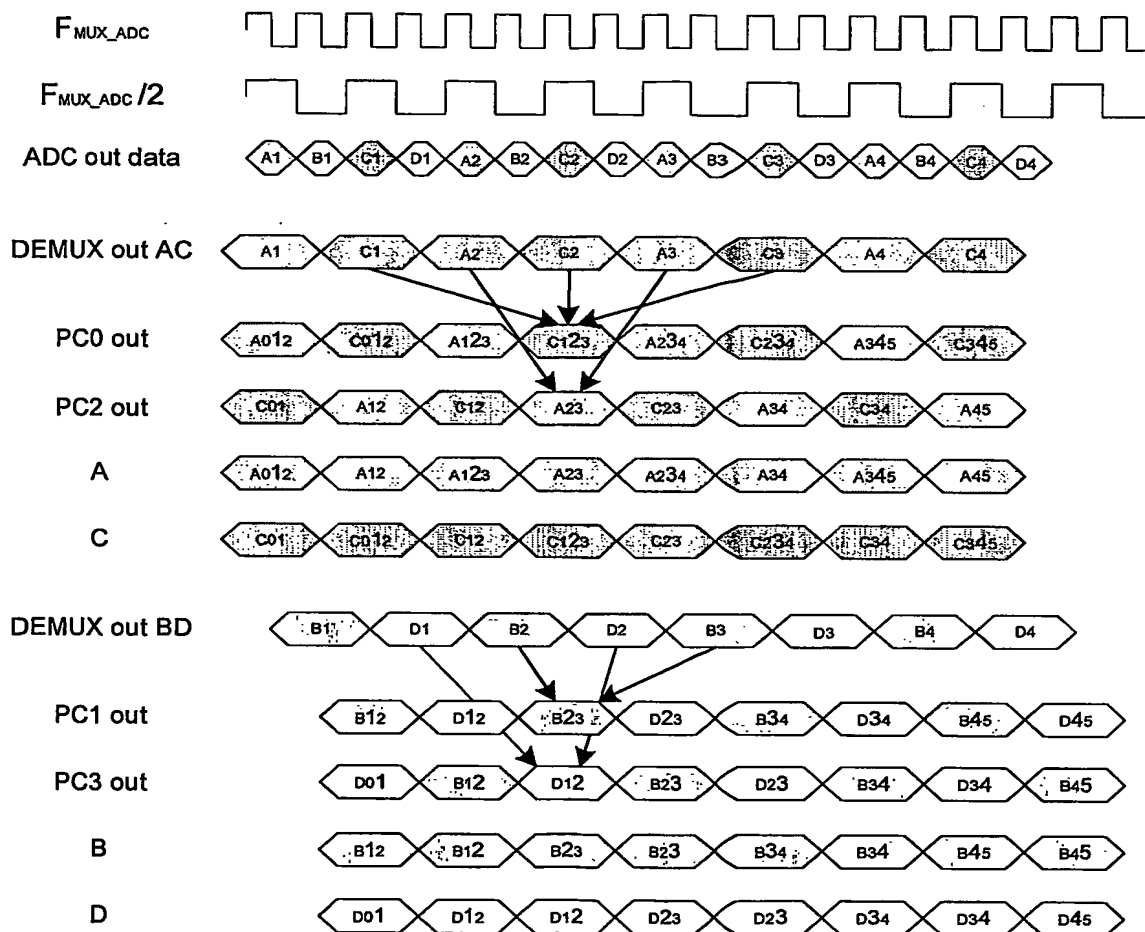 FMUX_ADC
FMUX_ADC/2
ADC out data A1 B1 C1 D1 A2 B2 C2 D2 A3 B3 C3 D3 A4 B4 C4 D4
DEMUX out AC A1 C1 A2 C2 A3 C3 A4 C4
PC0 out A012 C012 A123 C123 A234 C234 A345 C345
PC2 out C01 A12 C12 A23 C23 A34 C34 A45
A A012 A12 A123 A23 A234 A34 A345 A45
C C01 C012 C12 C123 C23 C234 C34 C345
DEMUX out BD B1 D1 B2 D2 B3 D3 B4 D4
PC1 out B12 D12 B23 D23 B34 D34 B45 D45
PC3 out D01 B12 D12 B23 D23 B34 D34 B45
B B12 B12 B23 B23 B34 B34 B45 B45
D D01 D12 D12 D23 D23 D34 D34 D45